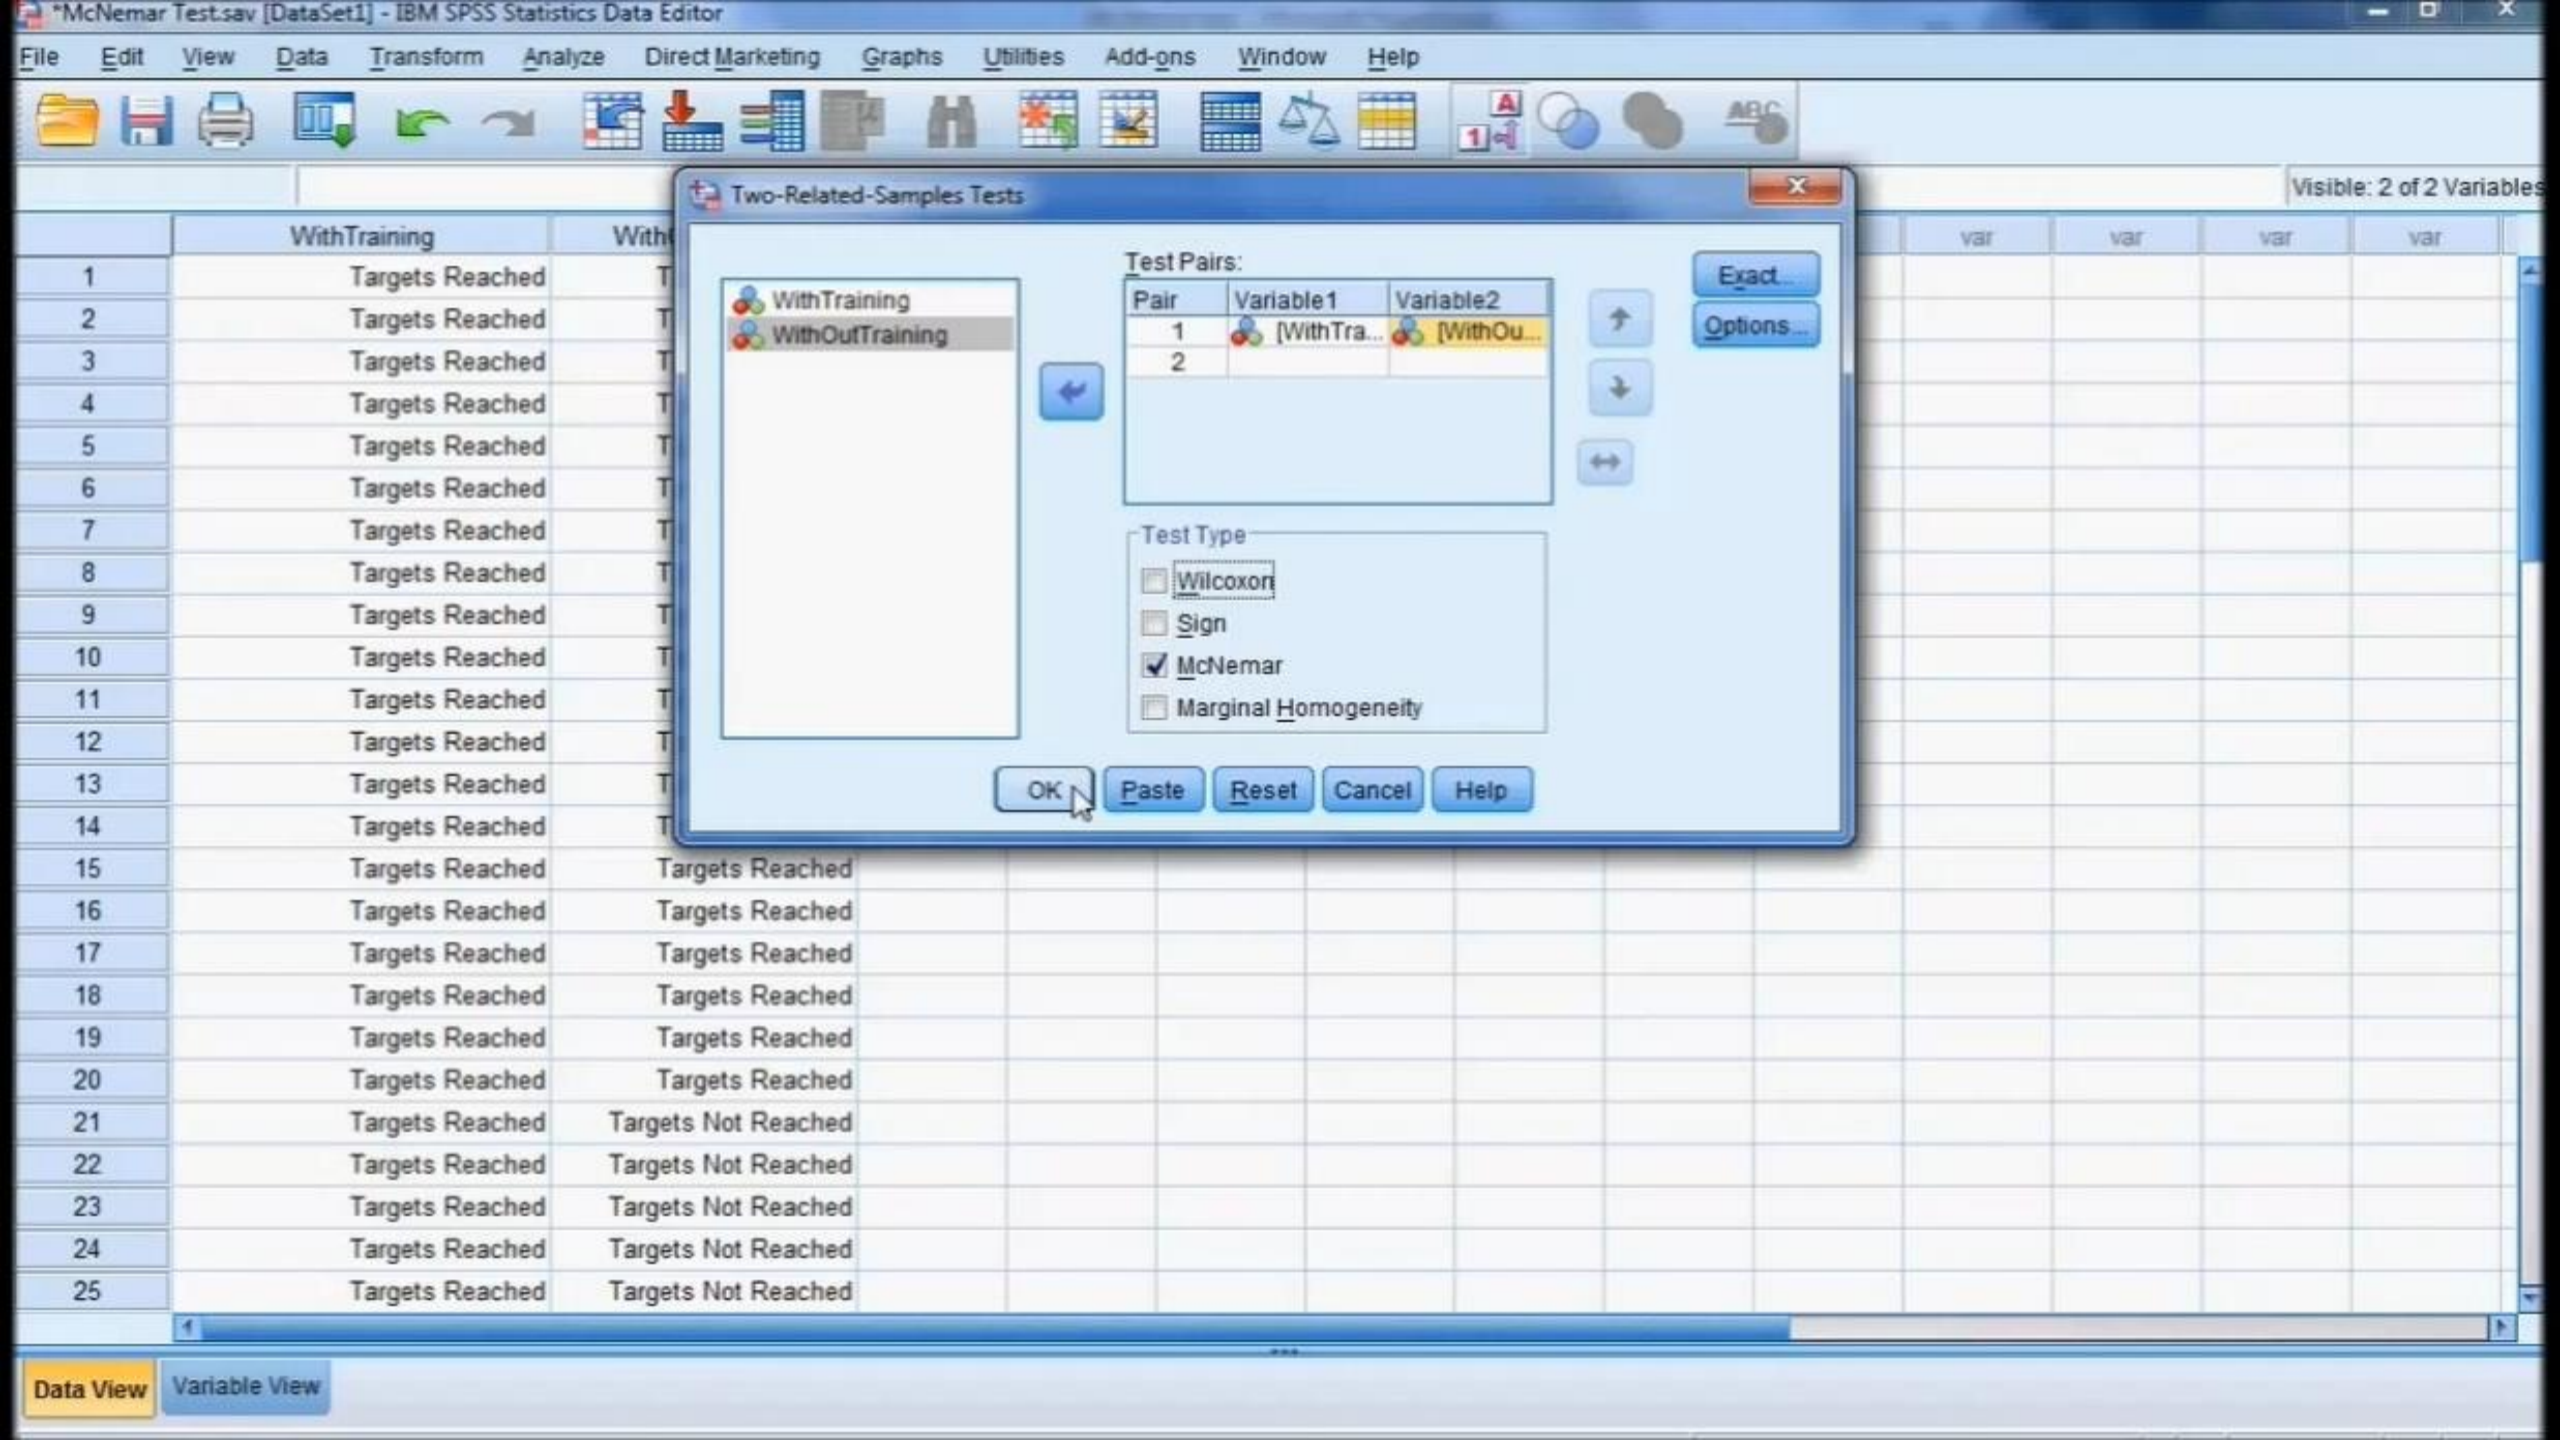 *McNemar Test.sav [DataSet1] - IBM SPSS Statistics Data Editor
File Edit View Data Transform Analyze Direct Marketing Graphs Utilities Add-ons Window Help
A
1
ABC
Visible: 2 of 2 Variables
WithTraining With var var var var
1 Targets Reached T
2 Targets Reached T
3 Targets Reached T
4 Targets Reached T
5 Targets Reached T
6 Targets Reached T
7 Targets Reached T
8 Targets Reached T
9 Targets Reached T
10 Targets Reached T
11 Targets Reached T
12 Targets Reached T
13 Targets Reached T
14 Targets Reached T
15 Targets Reached Targets Reached
16 Targets Reached Targets Reached
17 Targets Reached Targets Reached
18 Targets Reached Targets Reached
19 Targets Reached Targets Reached
20 Targets Reached Targets Reached
21 Targets Reached Targets Not Reached
22 Targets Reached Targets Not Reached
23 Targets Reached Targets Not Reached
24 Targets Reached Targets Not Reached
25 Targets Reached Targets Not Reached
Two-Related-Samples Tests
WithTraining
WithOutTraining
Test Pairs:
Pair Variable1 Variable2
1 [WithTra... [WithOu...
2
Exact...
Options...
Test Type
Wilcoxon
Sign
McNemar
Marginal Homogeneity
OK Paste Reset Cancel Help
Data View Variable View